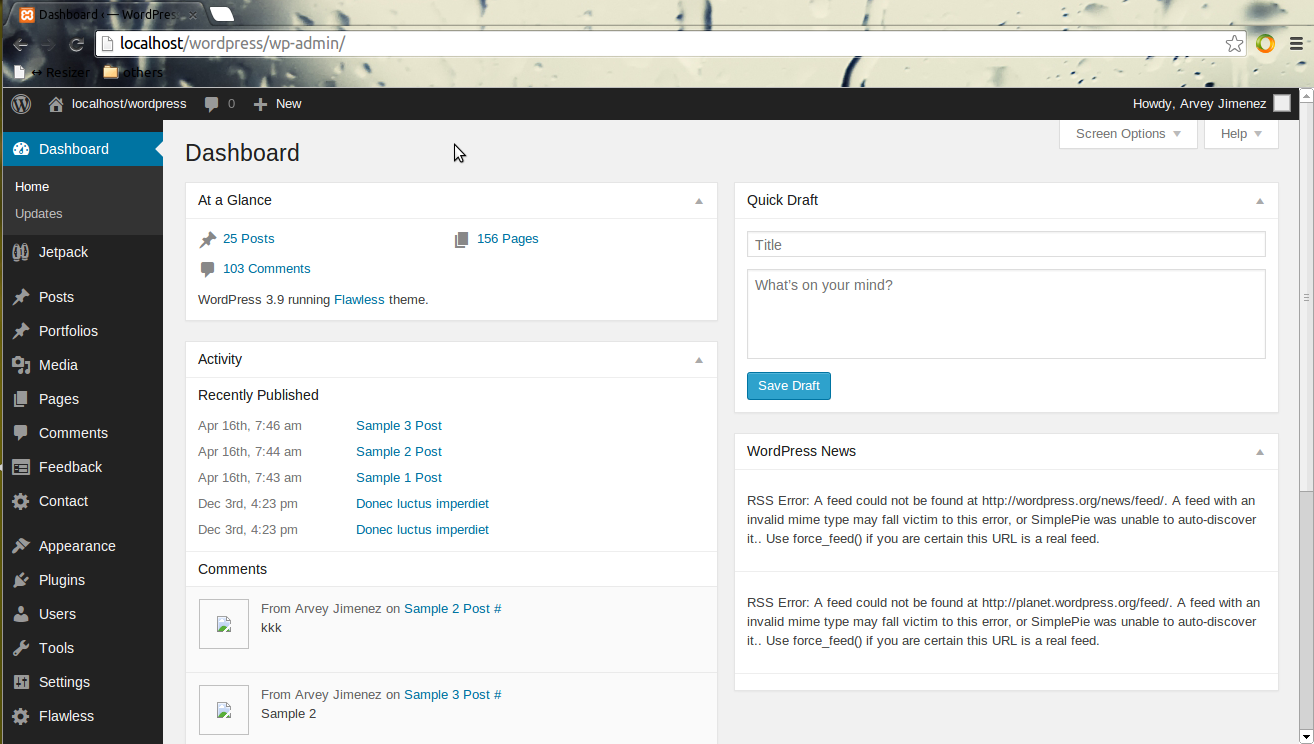 Dashboard ‹ — WordPres
localhost/wordpress/wp-admin/
↔ Resizer
others
localhost/wordpress
0
New
Howdy, Arvey Jimenez
Dashboard
Home
Updates
Jetpack
Posts
Portfolios
Media
Pages
Comments
Feedback
Contact
Appearance
Plugins
Users
Tools
Settings
Flawless
Screen Options
Help
Dashboard
At a Glance
25 Posts
156 Pages
103 Comments
WordPress 3.9 running Flawless theme.
Activity
Recently Published
Apr 16th, 7:46 am Sample 3 Post
Apr 16th, 7:44 am Sample 2 Post
Apr 16th, 7:43 am Sample 1 Post
Dec 3rd, 4:23 pm Donec luctus imperdiet
Dec 3rd, 4:23 pm Donec luctus imperdiet
Comments
From Arvey Jimenez on Sample 2 Post #
kkk
From Arvey Jimenez on Sample 3 Post #
Sample 2
Quick Draft
Title
What's on your mind?
Save Draft
WordPress News
RSS Error: A feed could not be found at http://wordpress.org/news/feed/. A feed with an
invalid mime type may fall victim to this error, or SimplePie was unable to auto-discover
it.. Use force_feed() if you are certain this URL is a real feed.
RSS Error: A feed could not be found at http://planet.wordpress.org/feed/. A feed with an
invalid mime type may fall victim to this error, or SimplePie was unable to auto-discover
it.. Use force_feed() if you are certain this URL is a real feed.